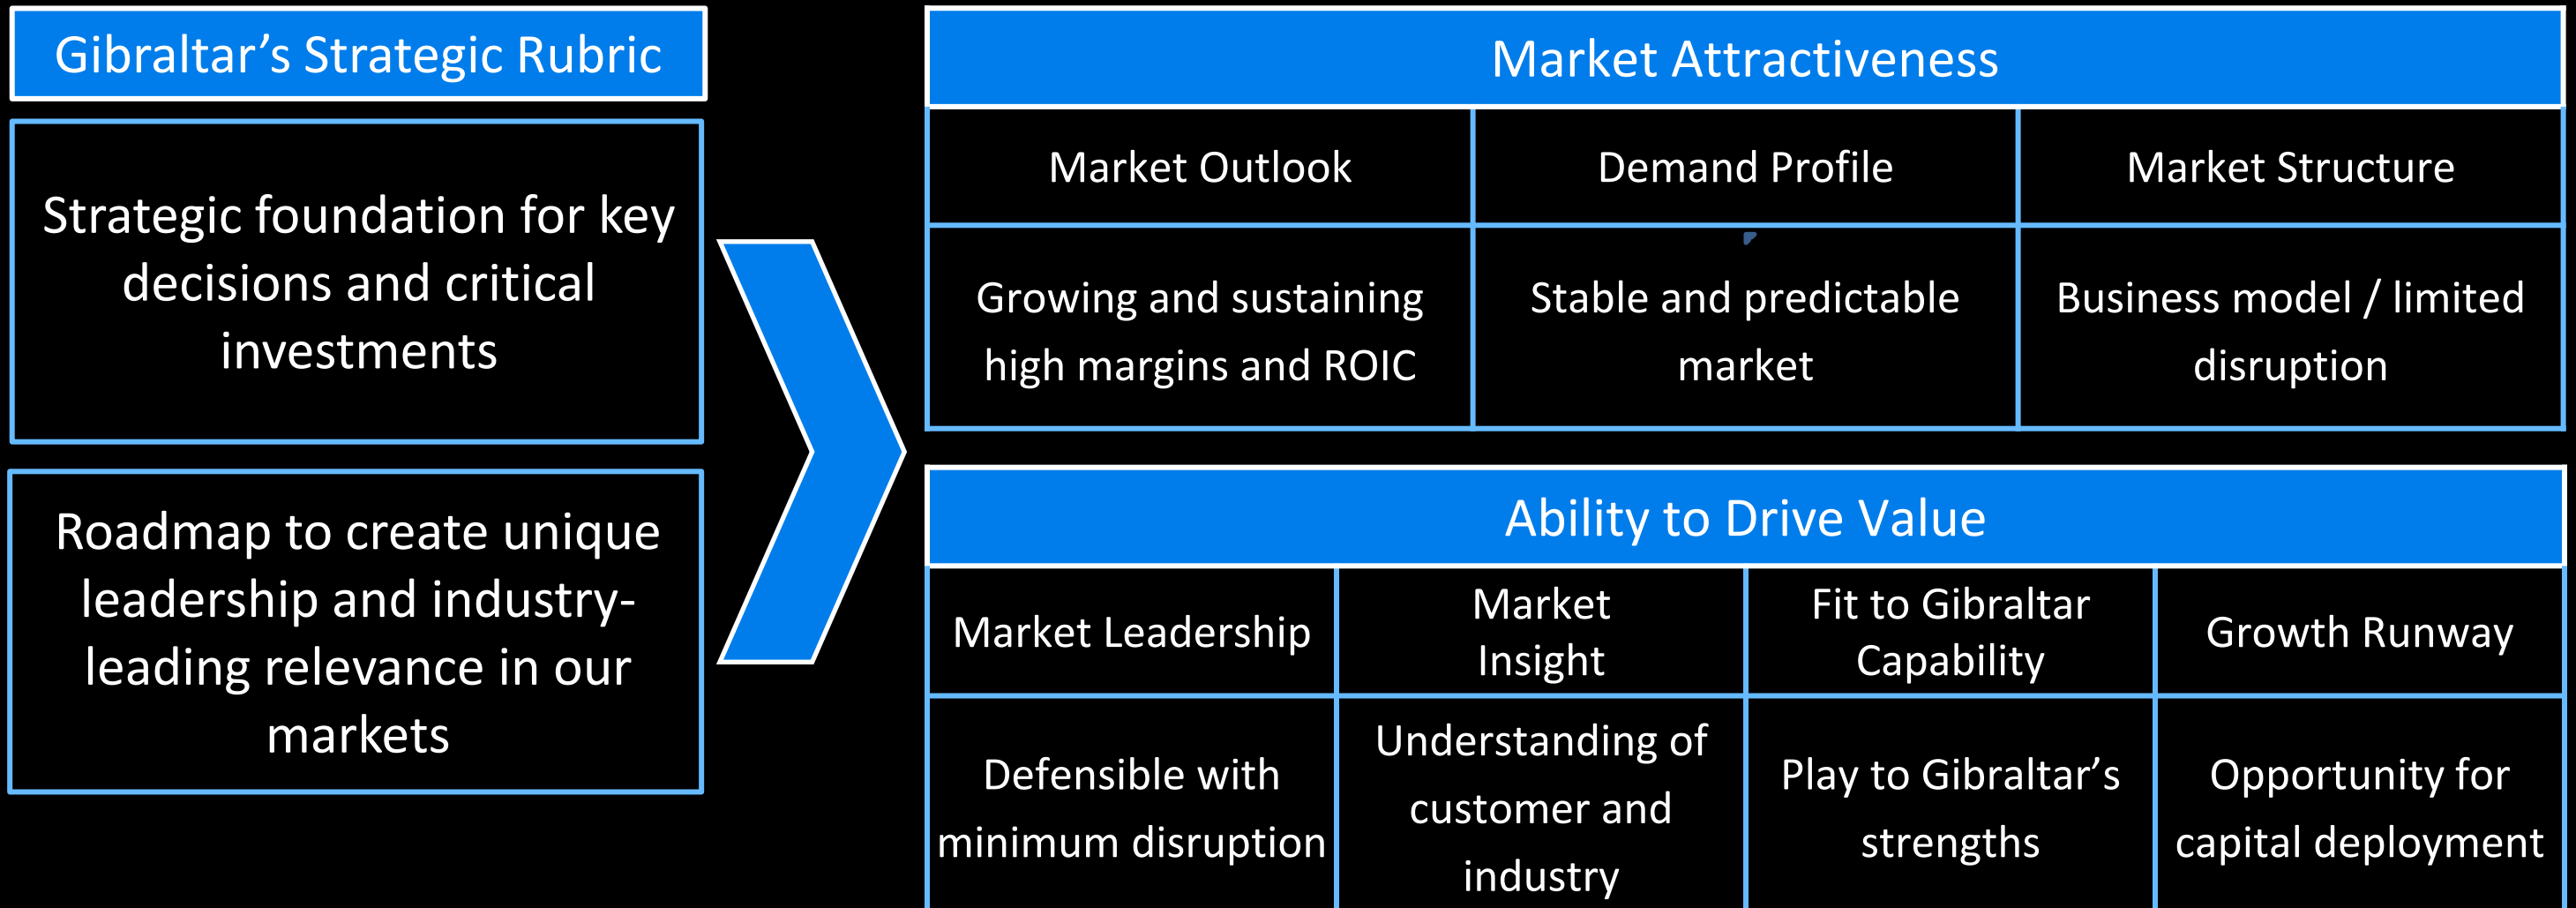 Gibraltar’s Strategic Rubric
Strategic foundation for key
decisions and critical
investments
Roadmap to create unique
leadership and industry-
leading relevance in our
markets
Market Attractiveness
Market Outlook
Demand Profile
Market Structure
Growing and sustaining
high margins and ROIC
Stable and predictable
market
Business model / limited
disruption
Ability to Drive Value
Market Leadership
Market
Insight
Fit to Gibraltar
Capability
Growth Runway
Defensible with
minimum disruption
Understanding of
customer and
industry
Play to Gibraltar’s
strengths
Opportunity for
capital deployment